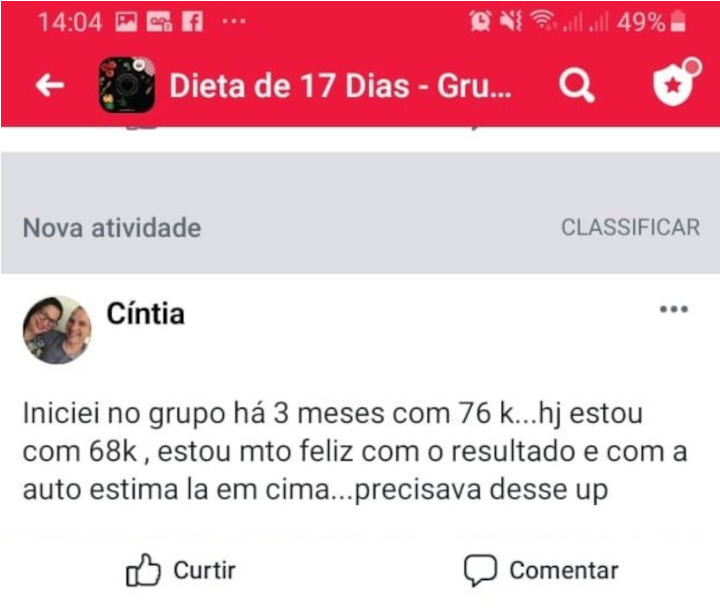 14:04 ... 49%
Dieta de 17 Dias - Gru...
Nova atividade
CLASSIFICAR
Cíntia
Iniciei no grupo há 3 meses com 76 k...hj estou
com 68k , estou mto feliz com o resultado e com a
auto estima la em cima...precisava desse up
Curtir
Comentar